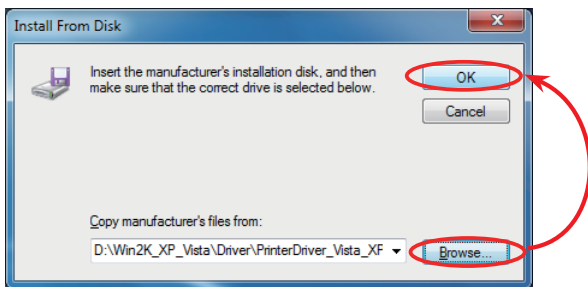 Install From Disk
Insert the manufacturer's installation disk, and then
make sure that the correct drive is selected below.
OK
Cancel
Copy manufacturer's files from:
D:\Win2K_XP_Vista\Driver\PrinterDriver_Vista_XF
Browse...